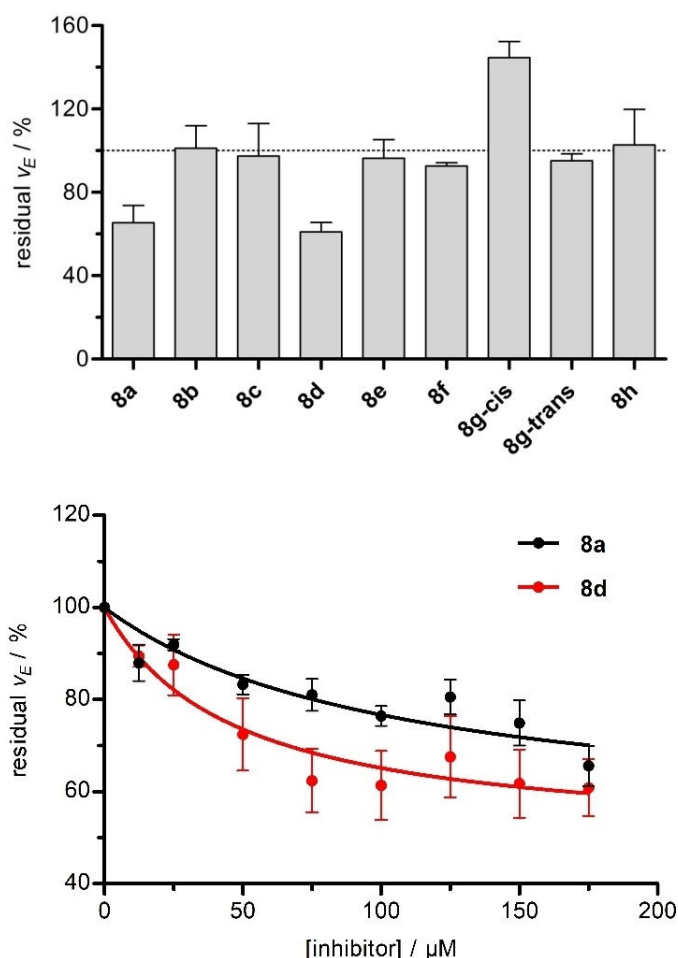 residual vE / %
160
120
80
40
0
8a 8b 8c 8d 8e 8f 8g-cis 8g-trans 8h
residual vE / %
120
100
80
60
40
8a
8d
0 50 100 150 200
[inhibitor] / µM